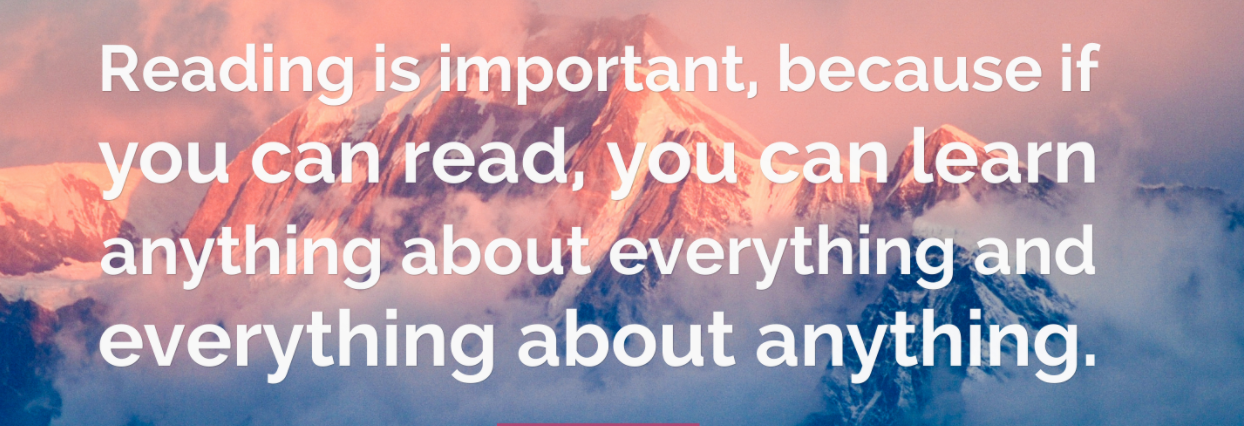 Reading is important, because if
you can read, you can learn
anything about everything and
everything about anything.